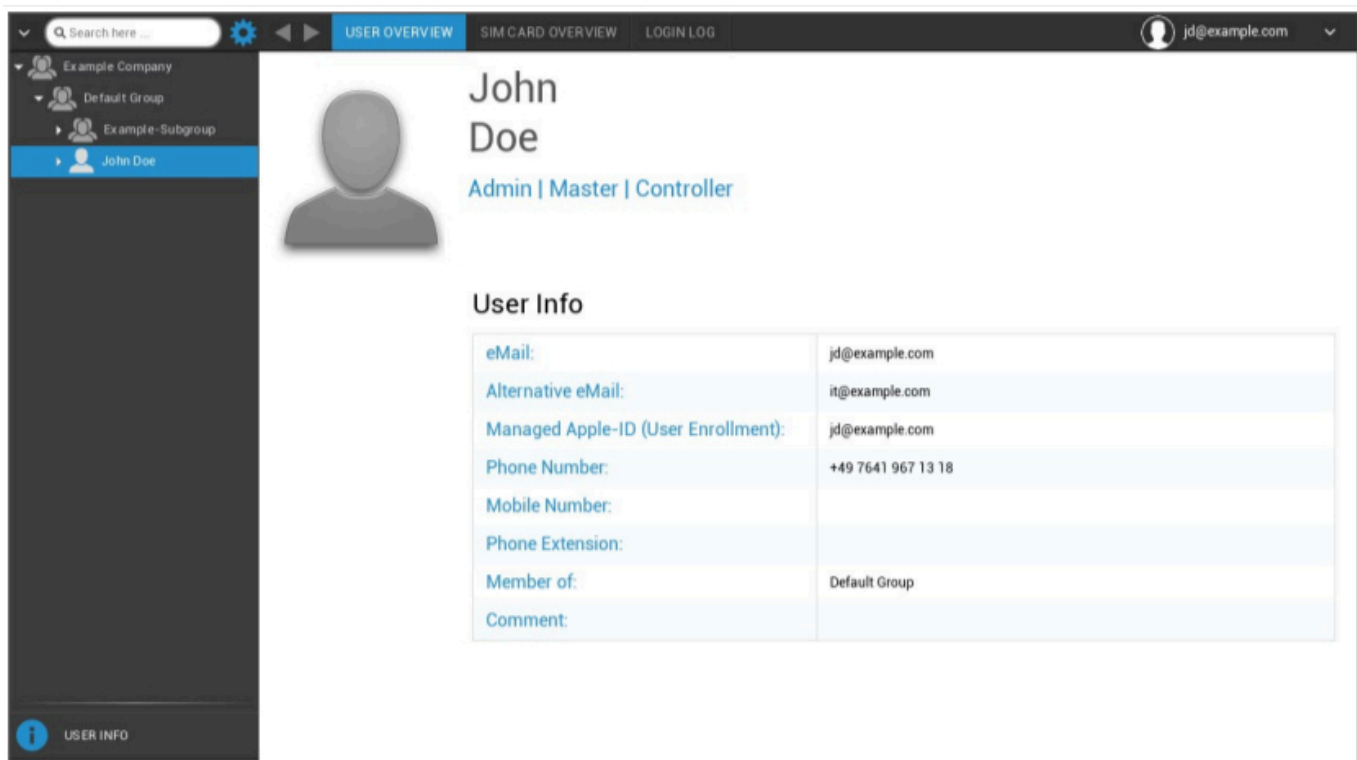 Search here ...
USER OVERVIEW
SIM CARD OVERVIEW
LOGIN LOG
jd@example.com
Example Company
Default Group
Example-Subgroup
John Doe
John
Doe
Admin | Master | Controller
User Info
eMail: jd@example.com
Alternative eMail: it@example.com
Managed Apple-ID (User Enrollment): jd@example.com
Phone Number: +49 7641 967 13 18
Mobile Number:
Phone Extension:
Member of: Default Group
Comment:
USER INFO